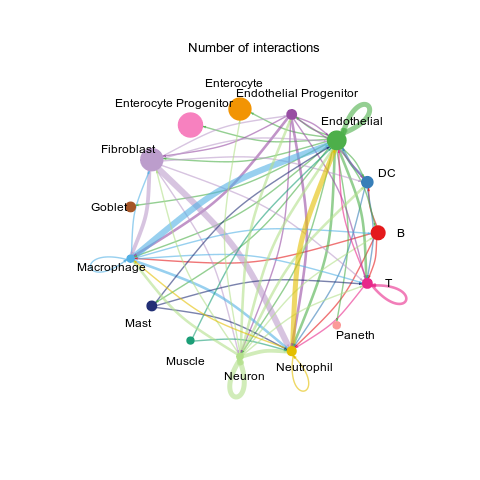 Number of interactions
Enterocyte
Endothelial Progenitor
Enterocyte Progenitor
Endothelial
Fibroblast
DC
Goblet
B
Macrophage
T
Mast
Paneth
Muscle
Neutrophil
Neuron